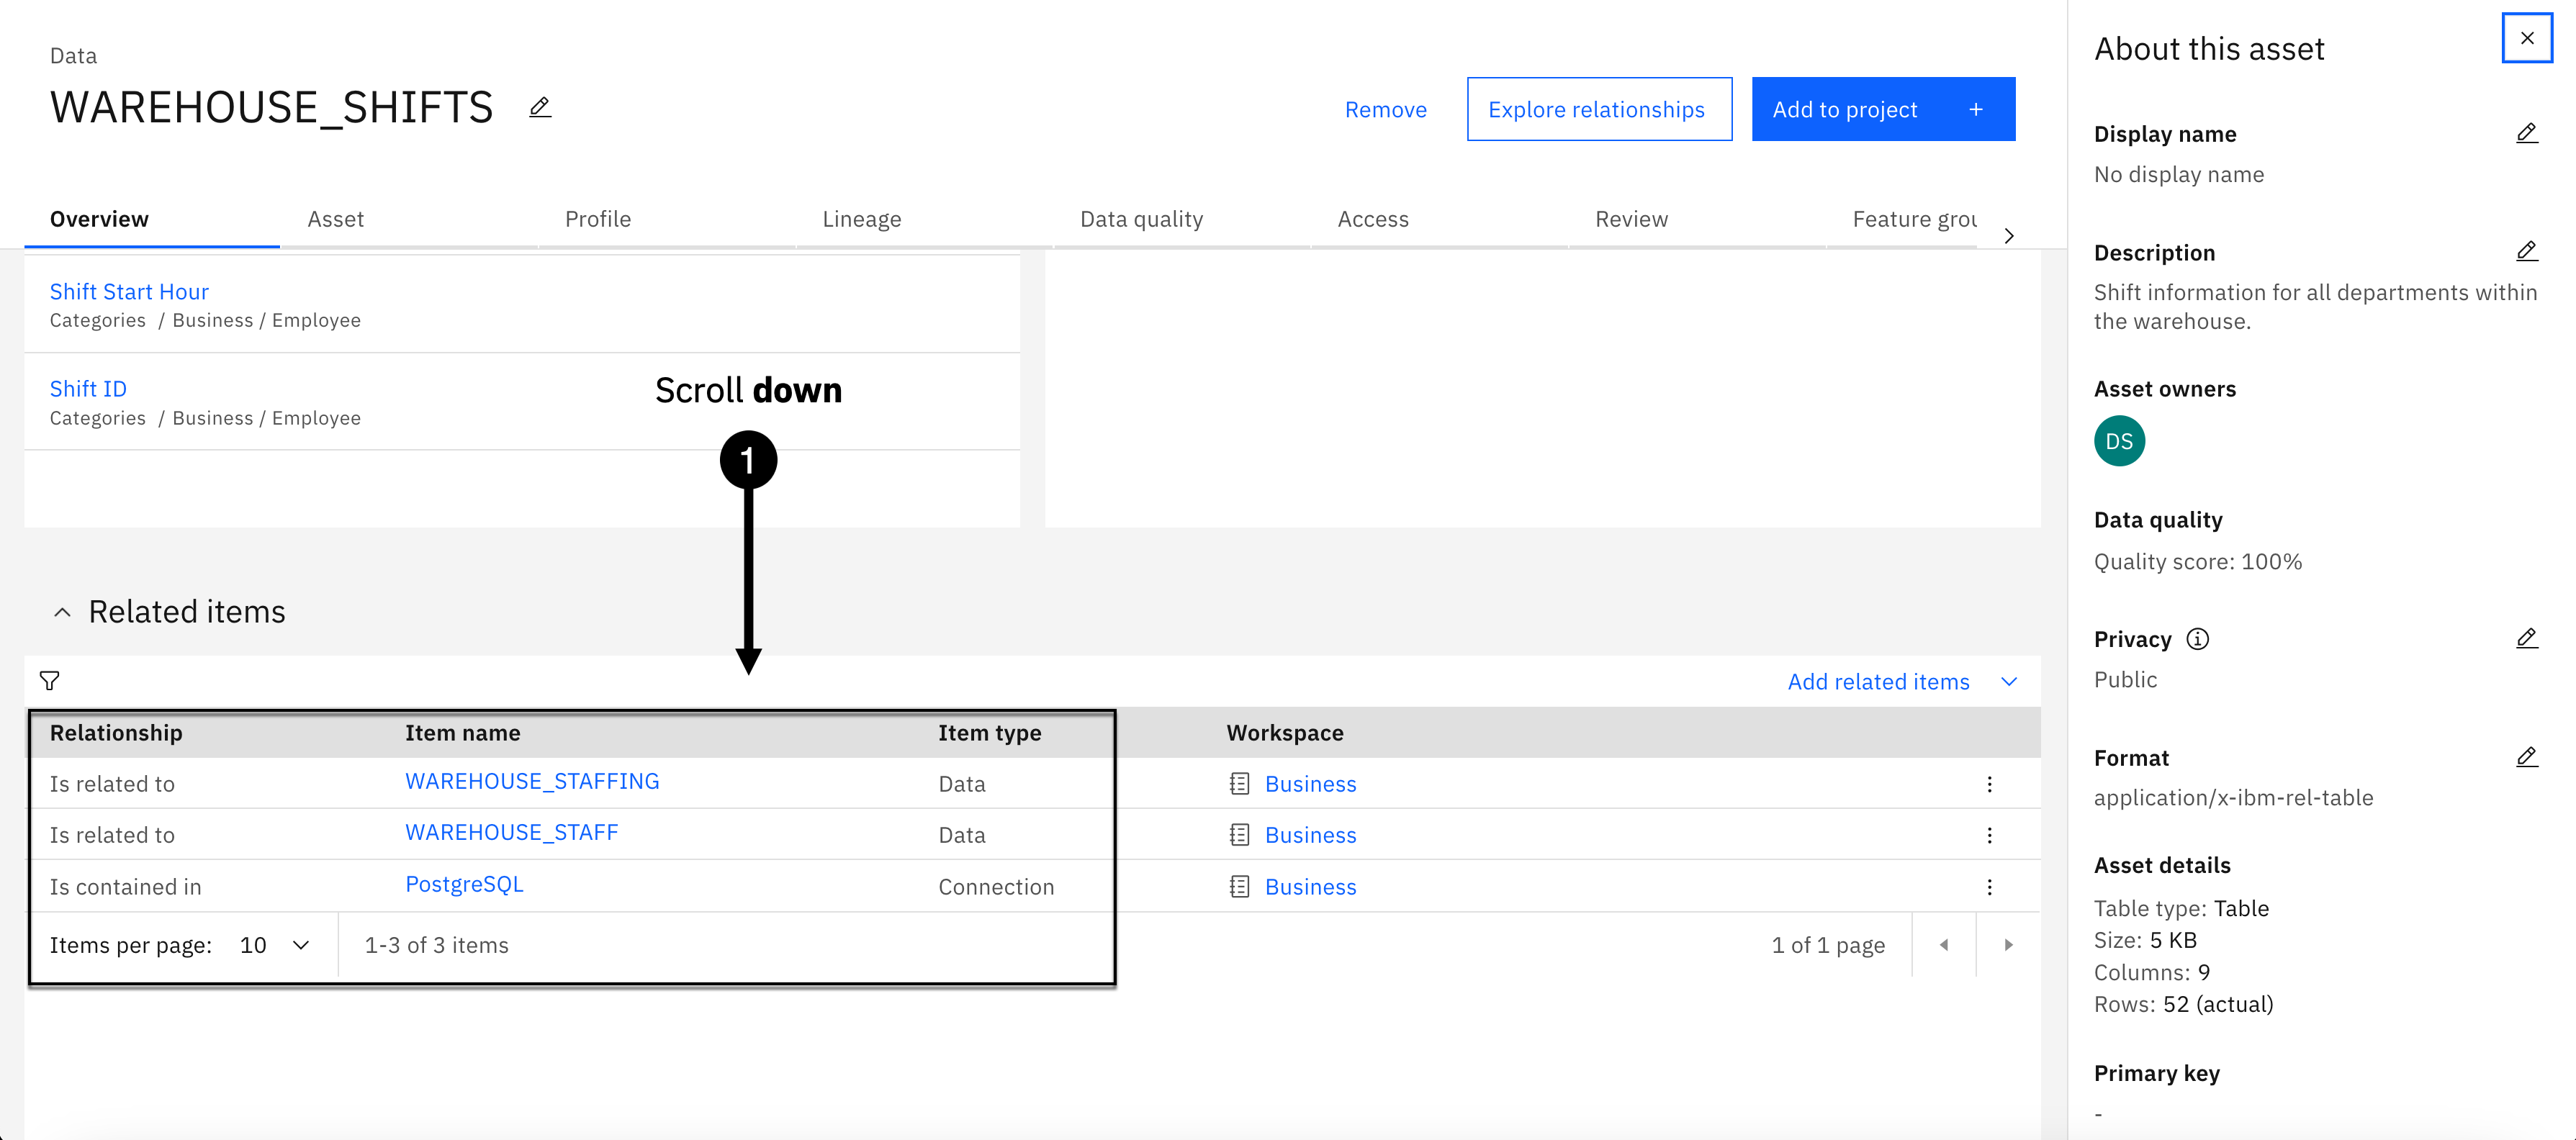 Data
WAREHOUSE_SHIFTS
Remove
Explore relationships
Add to project +
Overview
Asset
Profile
Lineage
Data quality
Access
Review
Feature grou
Shift Start Hour
Categories / Business / Employee
Shift ID
Categories / Business / Employee
Scroll down
1
Related items
Add related items
Relationship Item name Item type Workspace
Is related to WAREHOUSE_STAFFING Data Business
Is related to WAREHOUSE_STAFF Data Business
Is contained in PostgreSQL Connection Business
Items per page: 10 1-3 of 3 items 1 of 1 page
About this asset
Display name
No display name
Description
Shift information for all departments within
the warehouse.
Asset owners
DS
Data quality
Quality score: 100%
Privacy
Public
Format
application/x-ibm-rel-table
Asset details
Table type: Table
Size: 5 KB
Columns: 9
Rows: 52 (actual)
Primary key
-